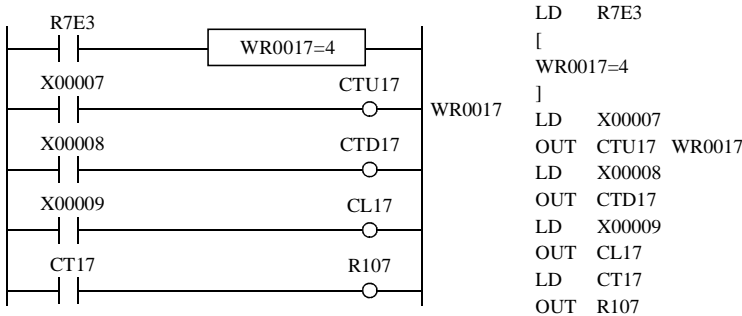 R7E3
WR0017=4
X00007 CTU17
WR0017
X00008 CTD17
X00009 CL17
CT17 R107
LD R7E3
[
WR0017=4
]
LD X00007
OUT CTU17 WR0017
LD X00008
OUT CTD17
LD X00009
OUT CL17
LD CT17
OUT R107